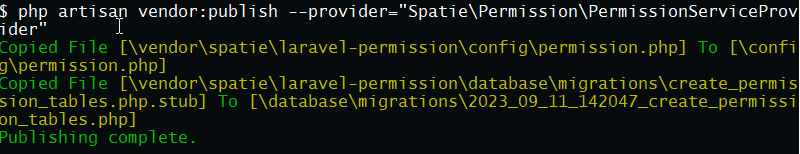 $ php artisan vendor:publish --provider="Spatie\Permission\PermissionServiceProv
ider"
Copied File [\vendor\spatie\laravel-permission\config\permission.php] To [\confi
g\permission.php]
Copied File [\vendor\spatie\laravel-permission\database\migrations\create_permis
sion_tables.php.stub] To [\database\migrations\2023_09_11_142047_create_permissi
on_tables.php]
Publishing complete.